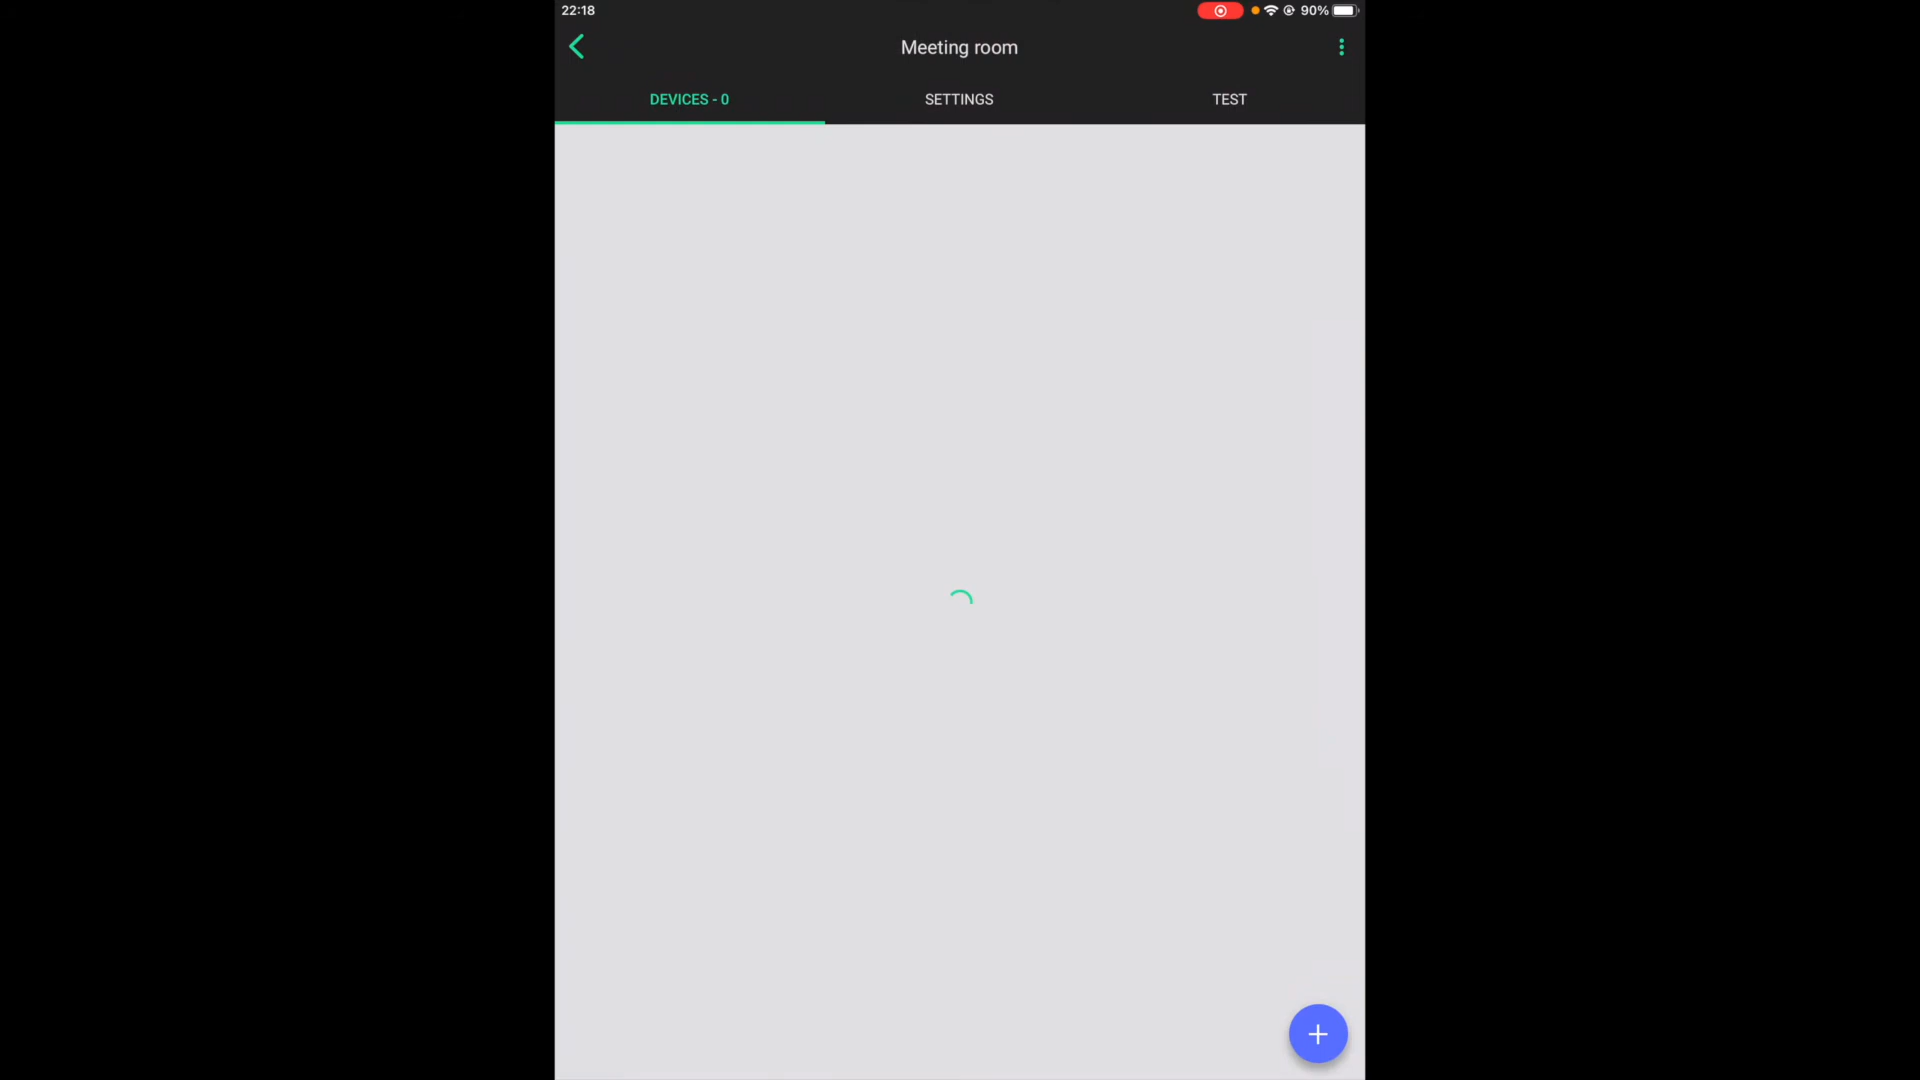 22:18
90%
Meeting room
DEVICES - 0
SETTINGS
TEST